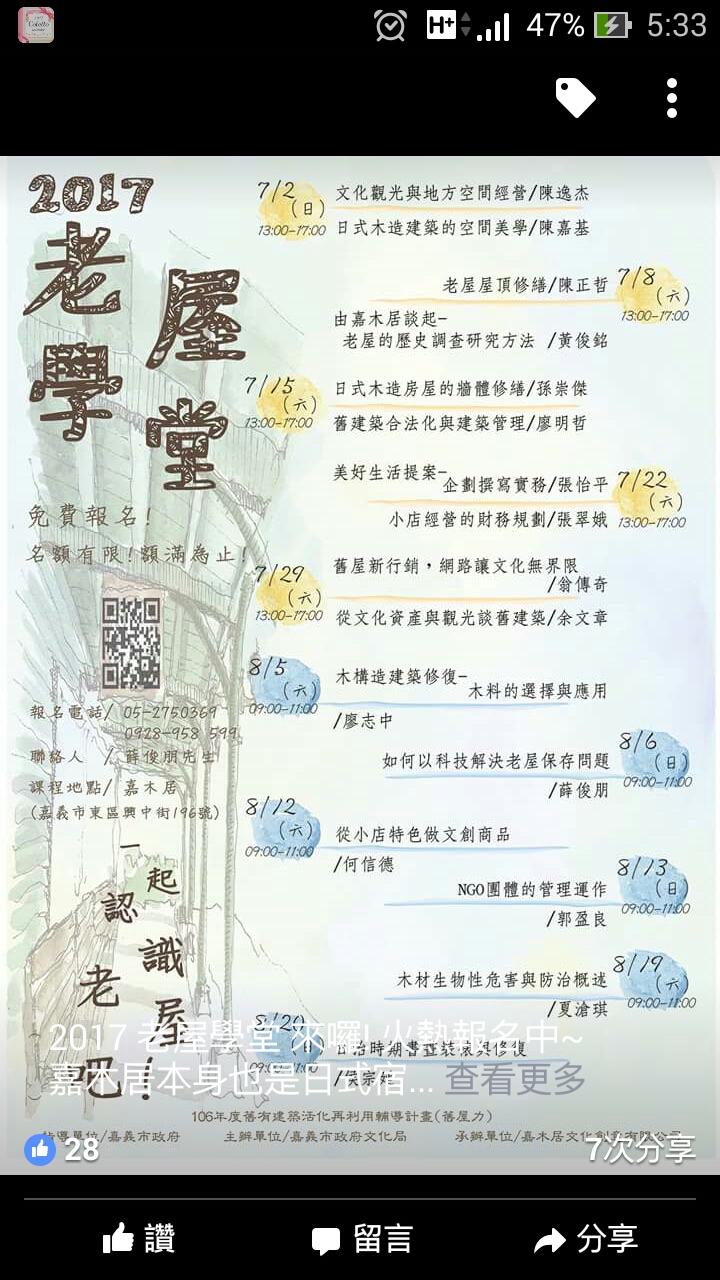 47% 5:33
2017
老屋學堂
免費報名!
名額有限!額滿為止!
報名電話/ 05-2750369
0928-958 599
聯絡人 / 薛俊朋先生
課程地點/ 嘉木居
(嘉義市東區興中街196號)
一起認識老屋吧!
7/2(日)
13:00-17:00
文化觀光與地方空間經營/陳逸杰
日式木造建築的空間美學/陳嘉基
7/8(六)
13:00-17:00
老屋屋頂修繕/陳正哲
由嘉木居談起-
老屋的歷史調查研究方法 /黃俊銘
7/15(六)
13:00-17:00
日式木造房屋的牆體修繕/孫崇傑
舊建築合法化與建築管理/廖明哲
7/22(六)
13:00-17:00
美好生活提案-
企劃撰寫實務/張怡平
小店經營的財務規劃/張翠娥
7/29(六)
13:00-17:00
舊屋新行銷,網路讓文化無界限
/翁傳奇
從文化資產與觀光談舊建築/余文章
8/5(六)
09:00-11:00
木構造建築修復-
木料的選擇與應用
/廖志中
8/6(日)
09:00-11:00
如何以科技解決老屋保存問題
/薛俊朋
8/12(六)
09:00-11:00
從小店特色做文創商品
/何信德
8/13(日)
09:00-11:00
NGO團體的管理運作
/郭盈良
8/19(六)
09:00-11:00
木材生物性危害與防治概述
/夏滄琪
8/20
日治時期書畫裝裱與修復
2017 老屋學堂 來囉! 火熱報名中~
嘉木居本身也是日式宿... 查看更多
106年度舊有建築活化再利用輔導計畫(舊屋力)
指導單位/嘉義市政府 主辦單位/嘉義市政府文化局 承辦單位/嘉木居文化創意有限公司
28 7次分享
讚 留言 分享